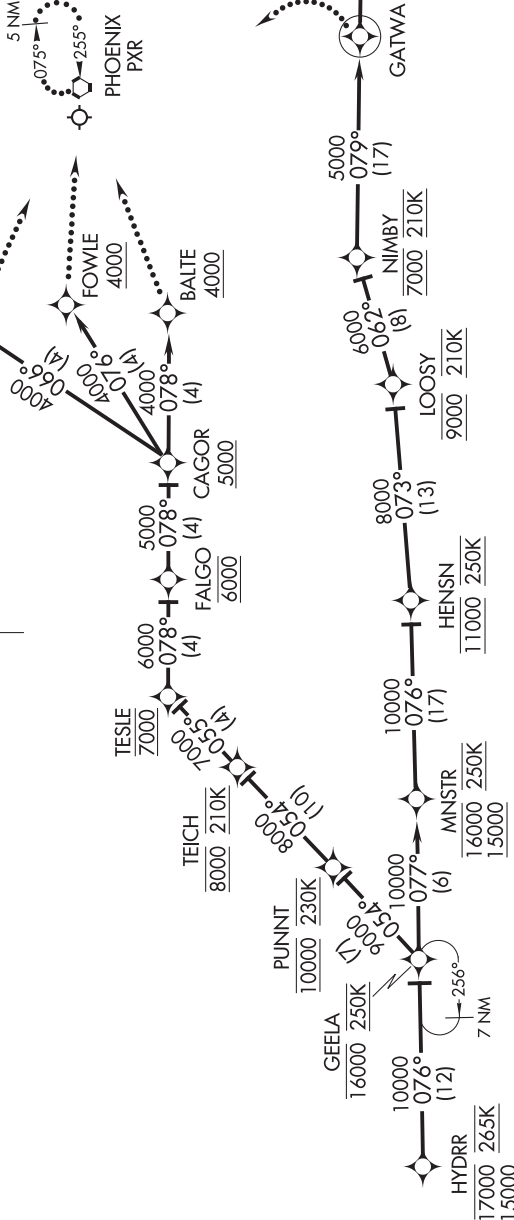 5 NM
075°
255°
PHOENIX
PXR
GATWA
5000
079°
(17)
NIMBY
7000 210K
6000
062°
(8)
LOOSY
9000 210K
8000
073°
(13)
HENSN
11000 250K
10000
076°
(17)
MNSTR
16000 250K
15000
10000
077°
(6)
GEELA
16000 250K
256°
7 NM
10000
076°
(12)
HYDRR
17000 265K
15000
9000
054°
(7)
PUNNT
10000 230K
8000
054°
(10)
TEICH
8000 210K
7000
055°
(4)
TESLE
7000
6000
078°
(4)
FALGO
6000
5000
078°
(4)
CAGOR
5000
4000
078°
(4)
BALTE
4000
4000
076°
(4)
FOWLE
4000
4000
066°
(4)